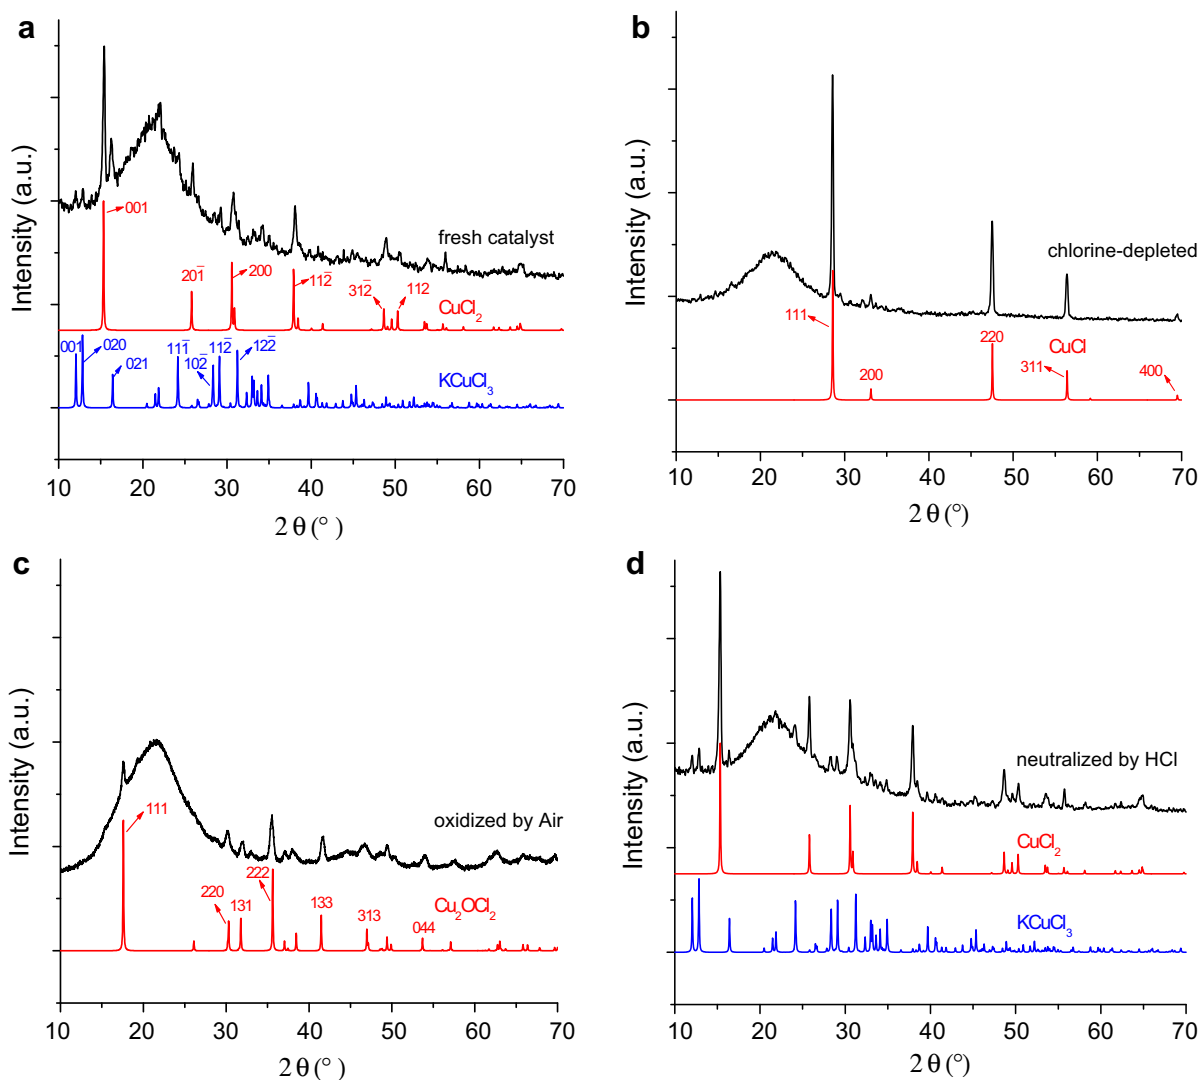 a
Intensity (a.u.)
fresh catalyst
001
201̄
200
112̄
312̄
112
CuCl₂
001
020
021
111̄
102̄
112̄
122̄
KCuCl₃
10 20 30 40 50 60 70
2θ(°)
b
Intensity (a.u.)
chlorine-depleted
111
200
220
311
400
CuCl
10 20 30 40 50 60 70
2θ(°)
c
Intensity (a.u.)
oxidized by Air
111
220
131
222
133
313
044
Cu₂OCl₂
10 20 30 40 50 60 70
2θ(°)
d
Intensity (a.u.)
neutralized by HCl
CuCl₂
KCuCl₃
10 20 30 40 50 60 70
2θ(°)